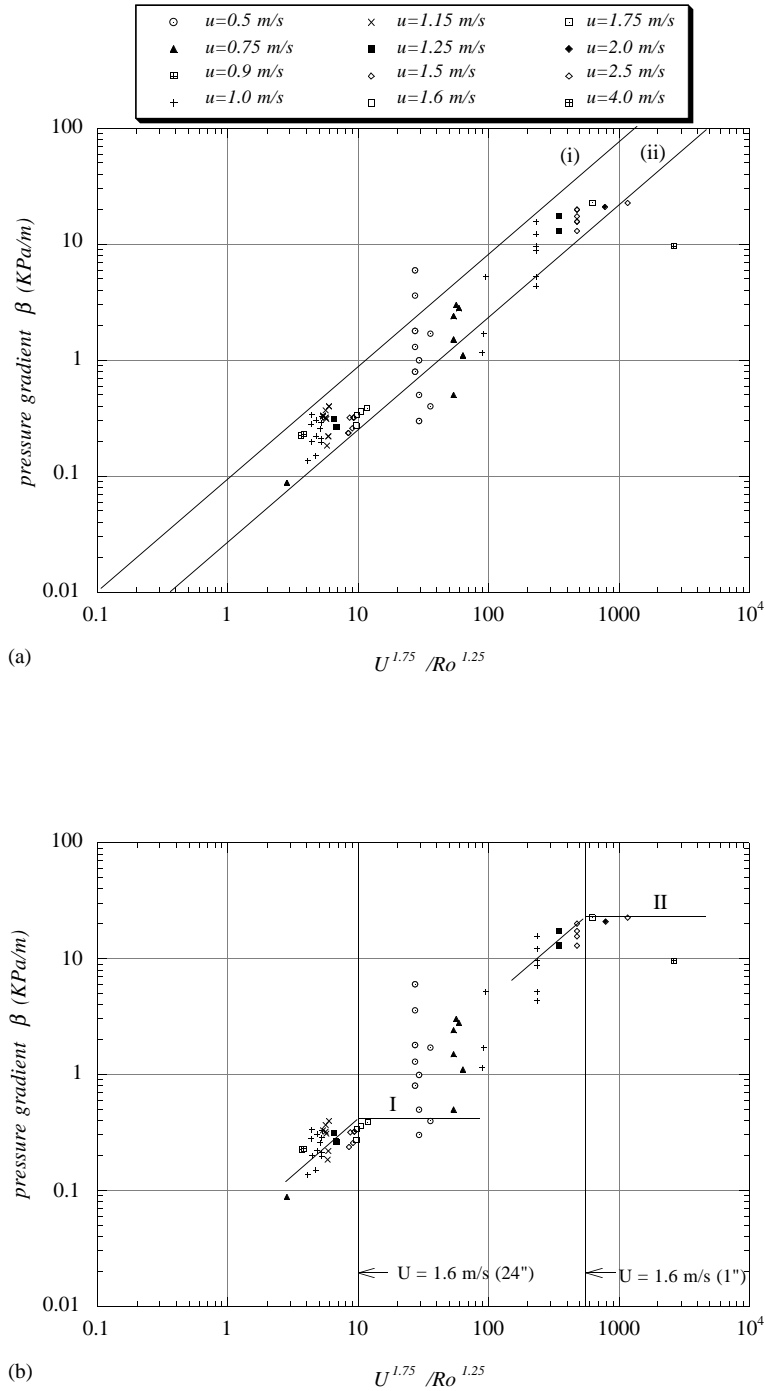 u=0.5 m/s u=1.15 m/s u=1.75 m/s
u=0.75 m/s u=1.25 m/s u=2.0 m/s
u=0.9 m/s u=1.5 m/s u=2.5 m/s
u=1.0 m/s u=1.6 m/s u=4.0 m/s
100
(i)
(ii)
10
1
0.1
0.01
pressure gradient β (KPa/m)
0.1 1 10 100 1000 10^4
(a)
U^1.75 /Ro^1.25
100
II
10
1
I
0.1
U = 1.6 m/s (24")
U = 1.6 m/s (1")
0.01
pressure gradient β (KPa/m)
0.1 1 10 100 1000 10^4
(b)
U^1.75 /Ro^1.25